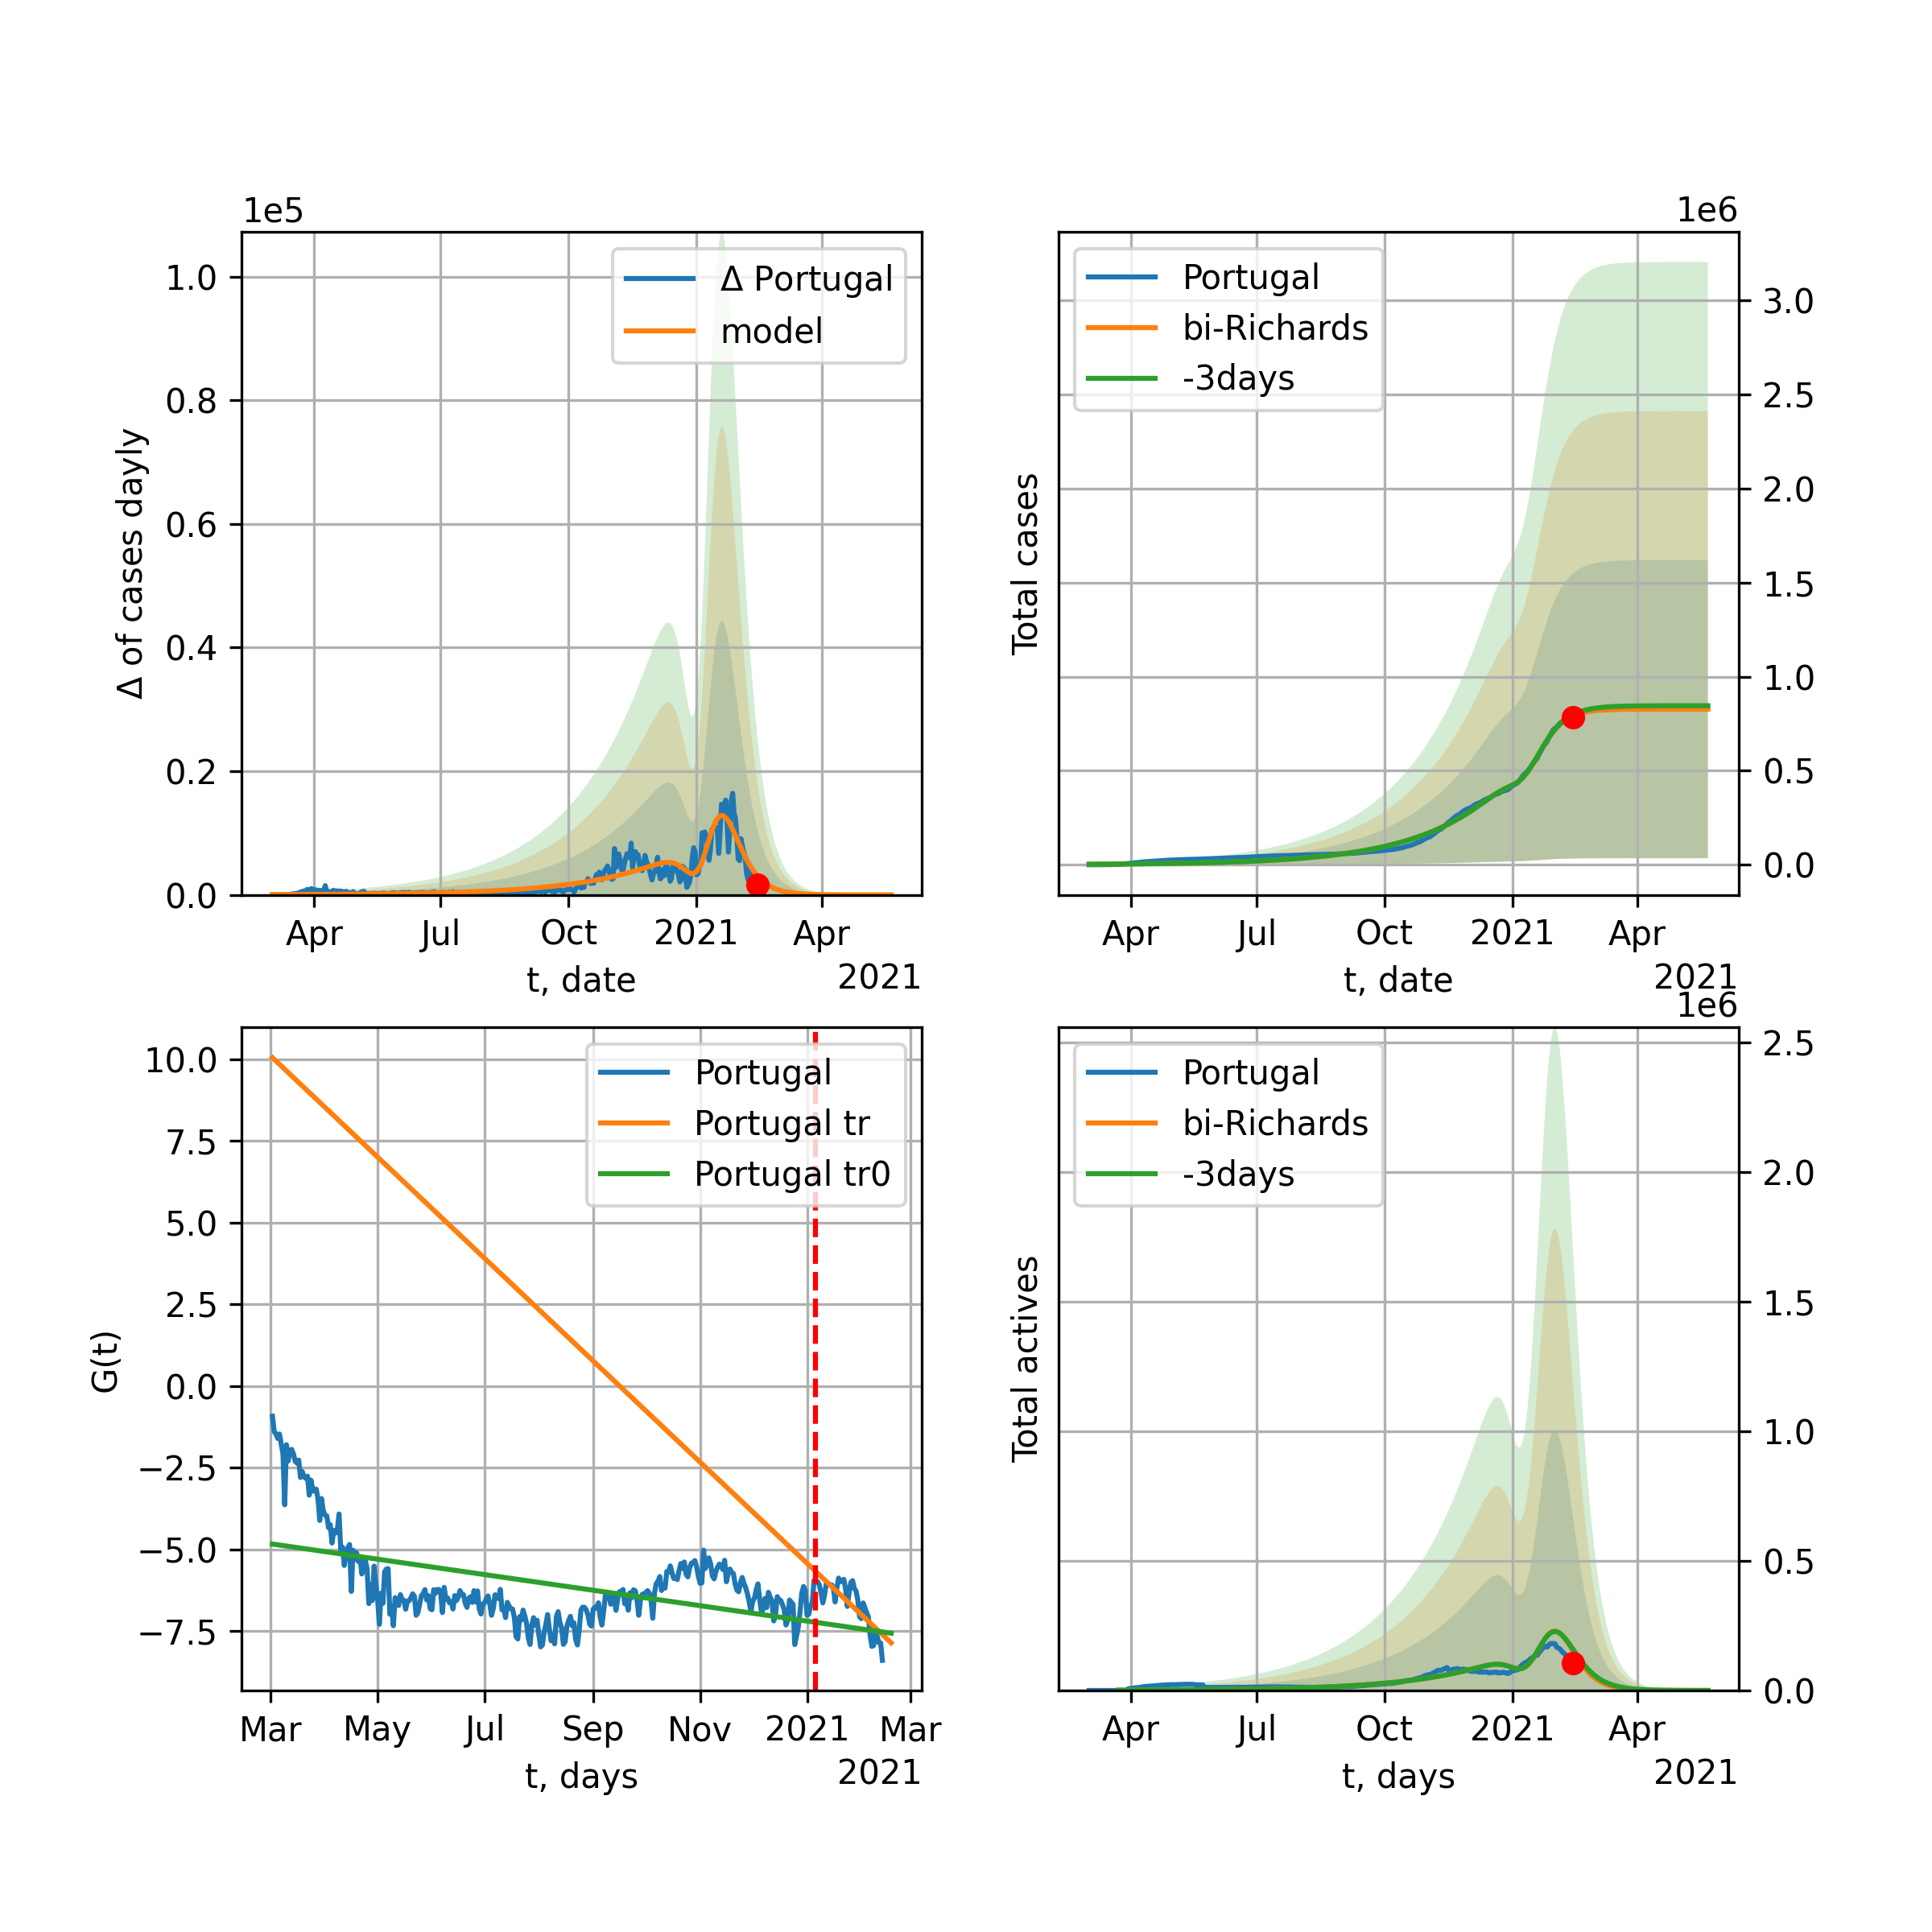 1e5
Δ of cases dayly
1.0
0.8
0.6
0.4
0.2
0.0
Δ Portugal
model
Apr Jul Oct 2021 Apr
t, date
2021
1e6
Total cases
Portugal
bi-Richards
-3days
3.0
2.5
2.0
1.5
1.0
0.5
0.0
Apr Jul Oct 2021 Apr
t, date
2021
G(t)
10.0
7.5
5.0
2.5
0.0
−2.5
−5.0
−7.5
Portugal
Portugal tr
Portugal tr0
Mar May Jul Sep Nov 2021 Mar
t, days
2021
1e6
Total actives
Portugal
bi-Richards
-3days
2.5
2.0
1.5
1.0
0.5
0.0
Apr Jul Oct 2021 Apr
t, days
2021